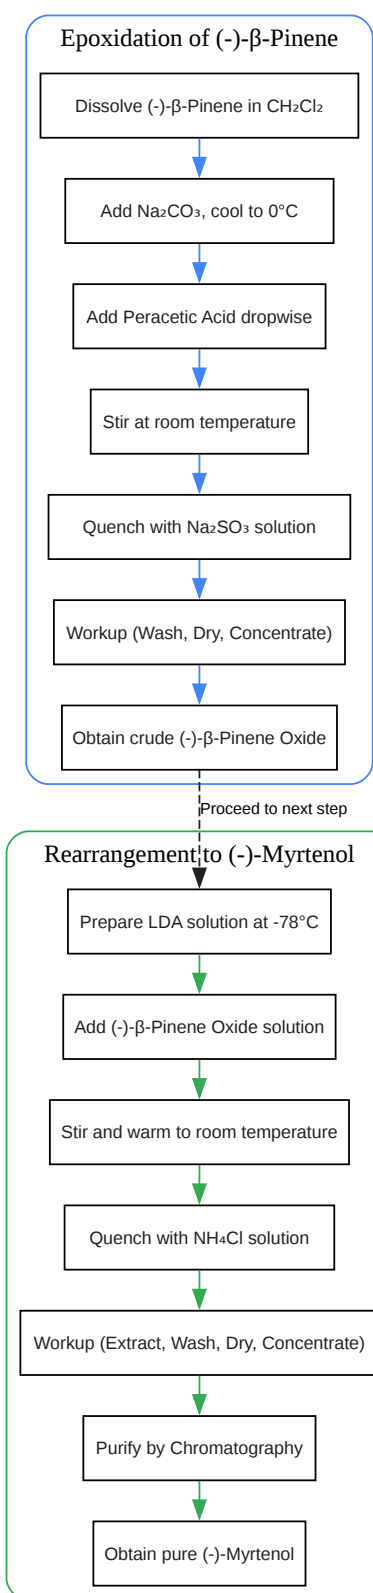 Epoxidation of (-)-β-Pinene
Dissolve (-)-β-Pinene in CH₂Cl₂
Add Na₂CO₃, cool to 0°C
Add Peracetic Acid dropwise
Stir at room temperature
Quench with Na₂SO₃ solution
Workup (Wash, Dry, Concentrate)
Obtain crude (-)-β-Pinene Oxide
Proceed to next step
Rearrangement to (-)-Myrtenol
Prepare LDA solution at -78°C
Add (-)-β-Pinene Oxide solution
Stir and warm to room temperature
Quench with NH₄Cl solution
Workup (Extract, Wash, Dry, Concentrate)
Purify by Chromatography
Obtain pure (-)-Myrtenol